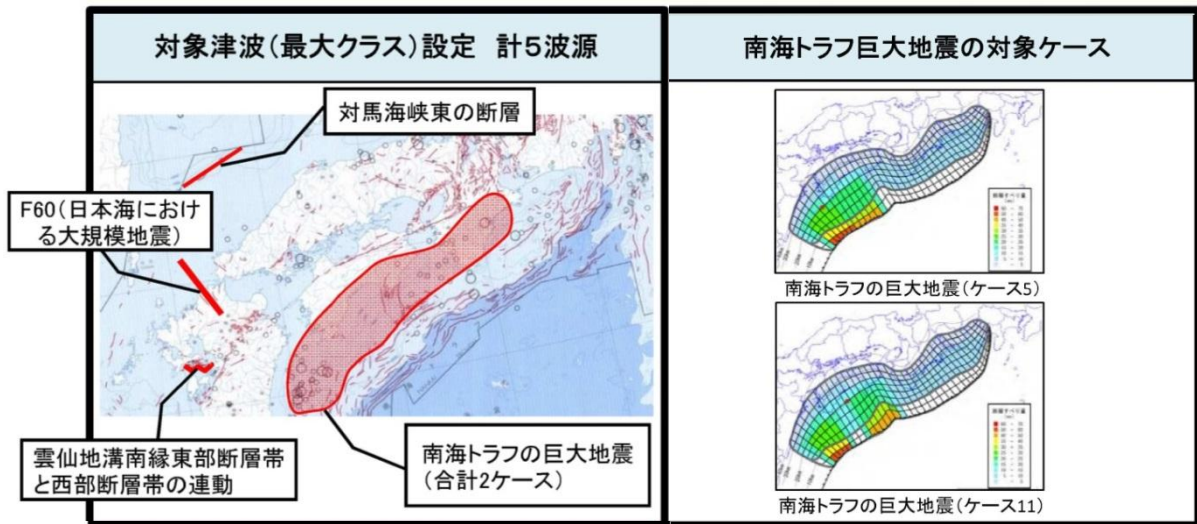 対象津波(最大クラス)設定 計5波源
対馬海峡東の断層
F60(日本海におけ
る大規模地震)
雲仙地溝南縁東部断層帯
と西部断層帯の連動
南海トラフの巨大地震
(合計2ケース)
南海トラフ巨大地震の対象ケース
南海トラフの巨大地震(ケース5)
南海トラフの巨大地震(ケース11)